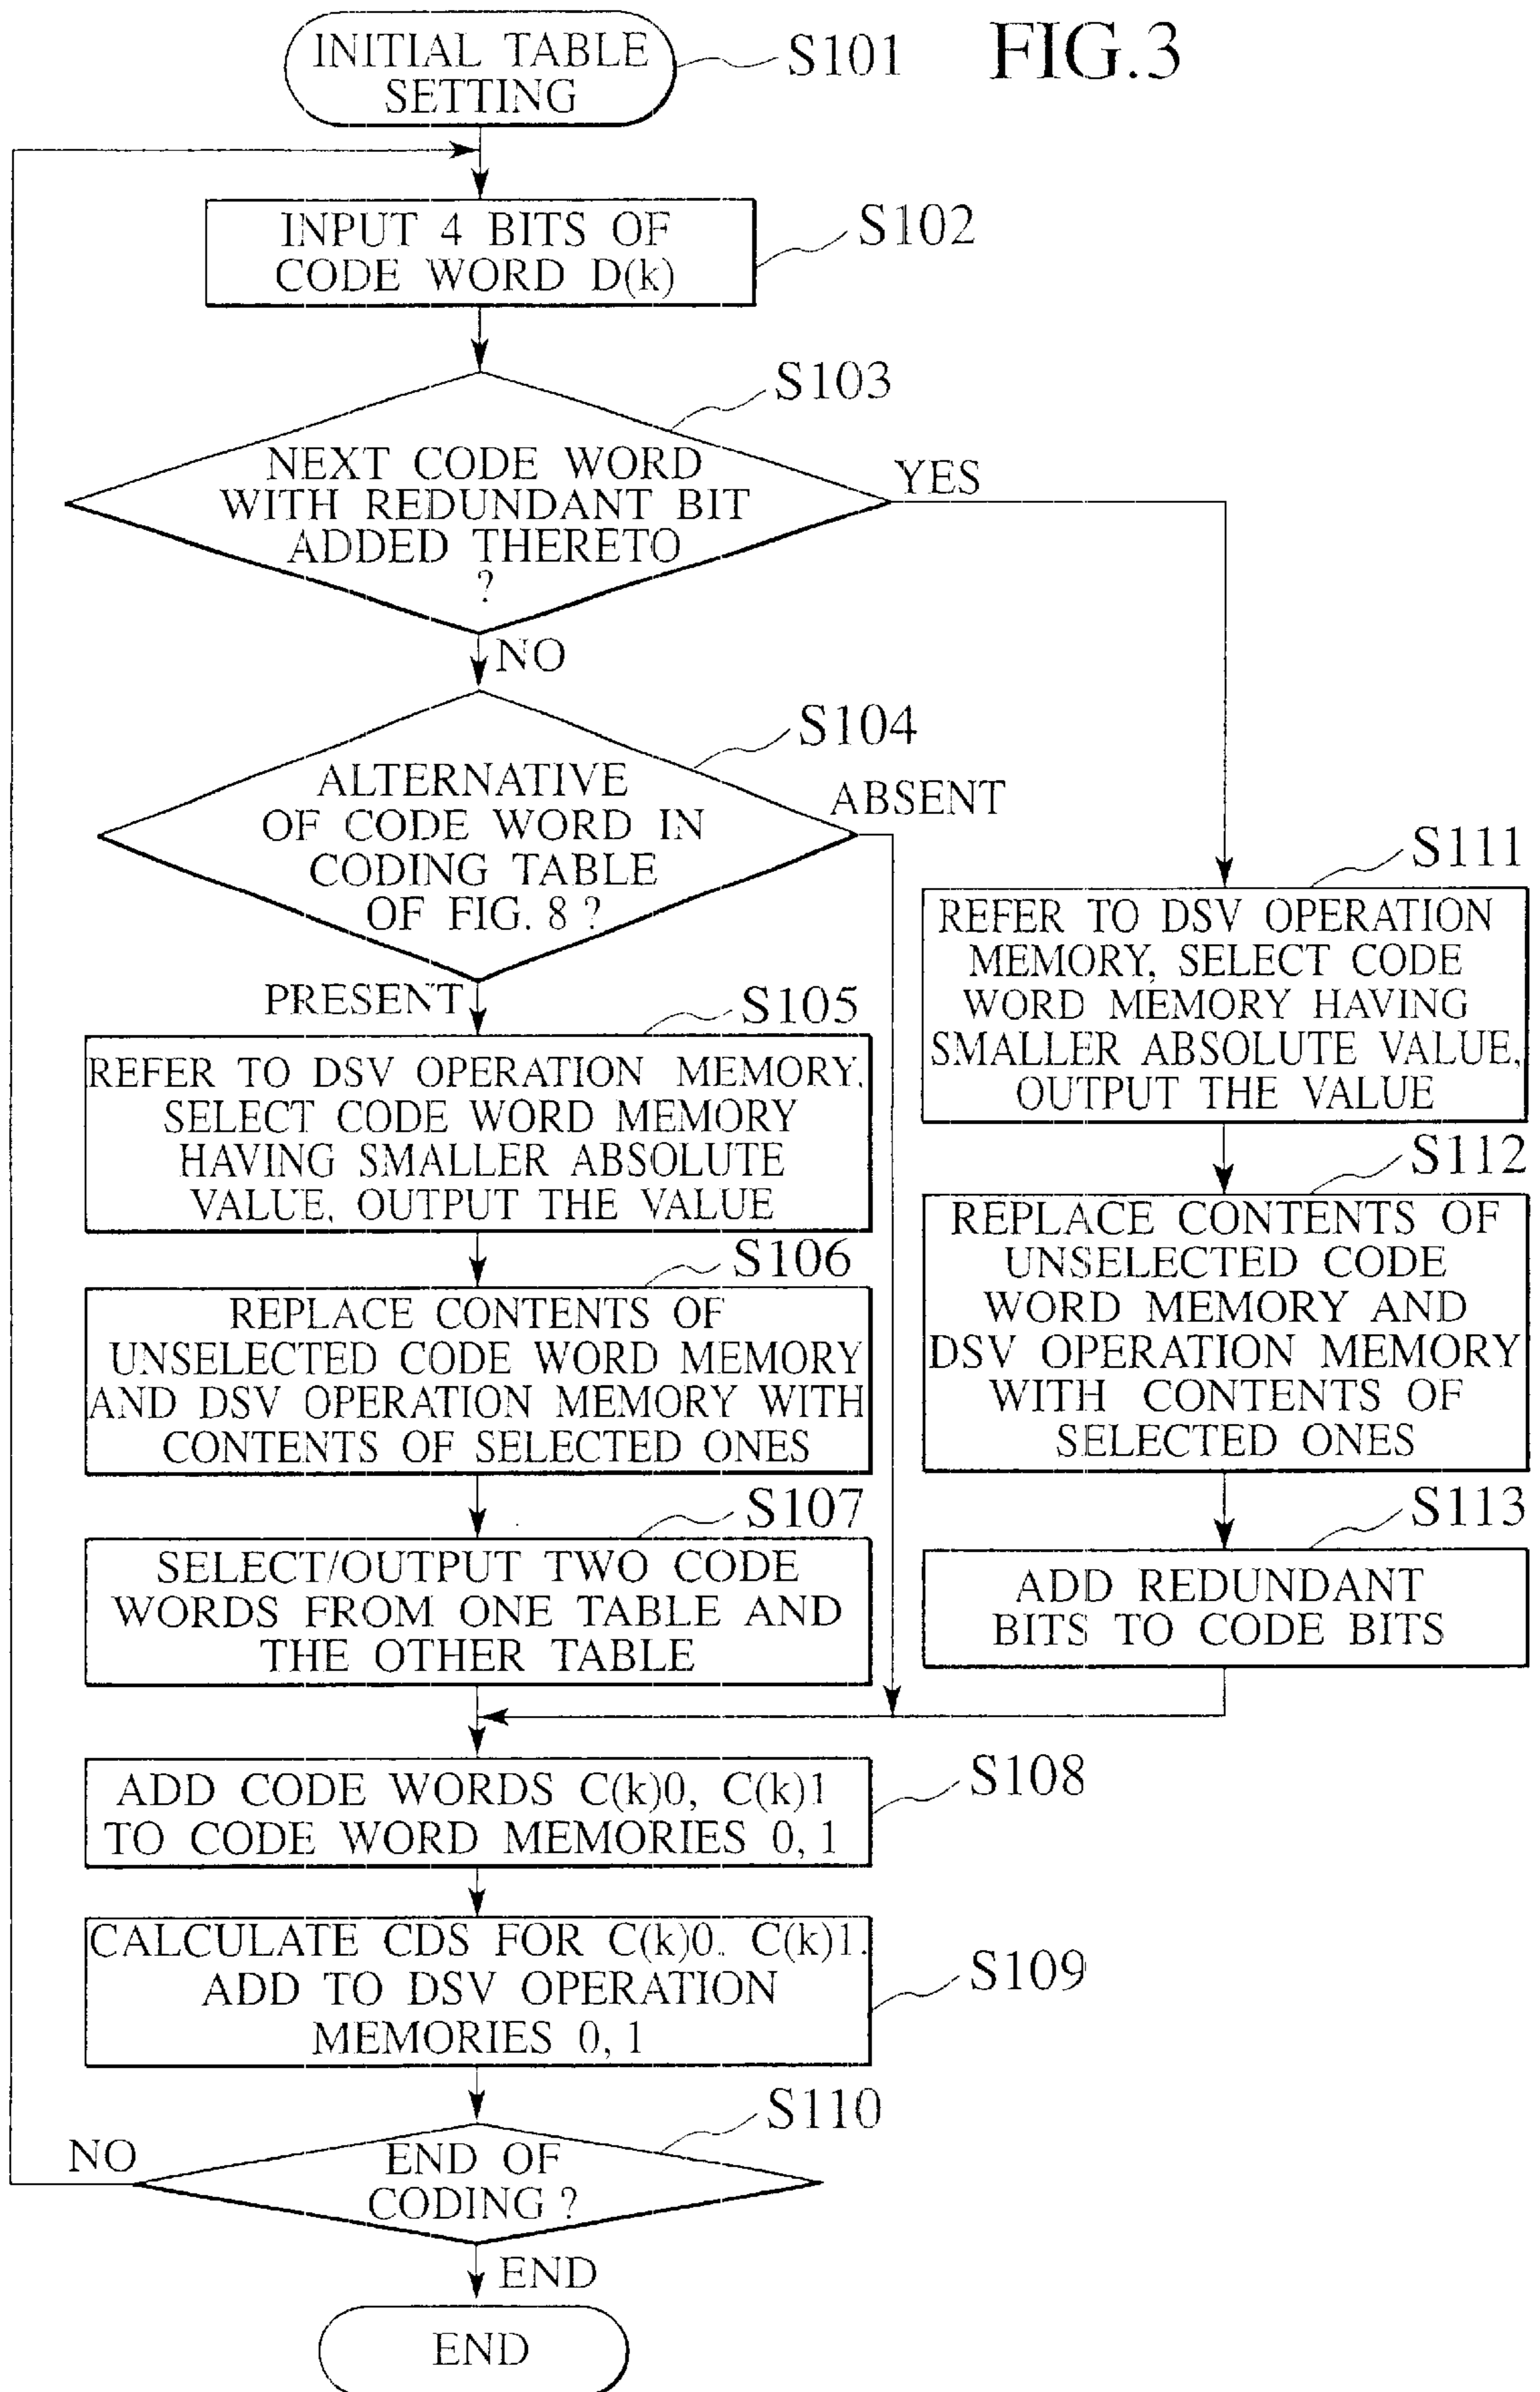 FIG.3
INITIAL TABLE
SETTING
S101
INPUT 4 BITS OF
CODE WORD D(k)
S102
S103
NEXT CODE WORD
WITH REDUNDANT BIT
ADDED THERETO
?
YES
NO
S104
ALTERNATIVE
OF CODE WORD IN
CODING TABLE
OF FIG. 8 ?
ABSENT
PRESENT
S105
REFER TO DSV OPERATION MEMORY,
SELECT CODE WORD MEMORY
HAVING SMALLER ABSOLUTE
VALUE, OUTPUT THE VALUE
S106
REPLACE CONTENTS OF
UNSELECTED CODE WORD MEMORY
AND DSV OPERATION MEMORY WITH
CONTENTS OF SELECTED ONES
S107
SELECT/OUTPUT TWO CODE
WORDS FROM ONE TABLE AND
THE OTHER TABLE
S111
REFER TO DSV OPERATION
MEMORY, SELECT CODE
WORD MEMORY HAVING
SMALLER ABSOLUTE VALUE,
OUTPUT THE VALUE
S112
REPLACE CONTENTS OF
UNSELECTED CODE
WORD MEMORY AND
DSV OPERATION MEMORY
WITH CONTENTS OF
SELECTED ONES
S113
ADD REDUNDANT
BITS TO CODE BITS
ADD CODE WORDS C(k)0, C(k)1
TO CODE WORD MEMORIES 0, 1
S108
CALCULATE CDS FOR C(k)0, C(k)1.
ADD TO DSV OPERATION
MEMORIES 0, 1
S109
S110
END OF
CODING ?
NO
END
END